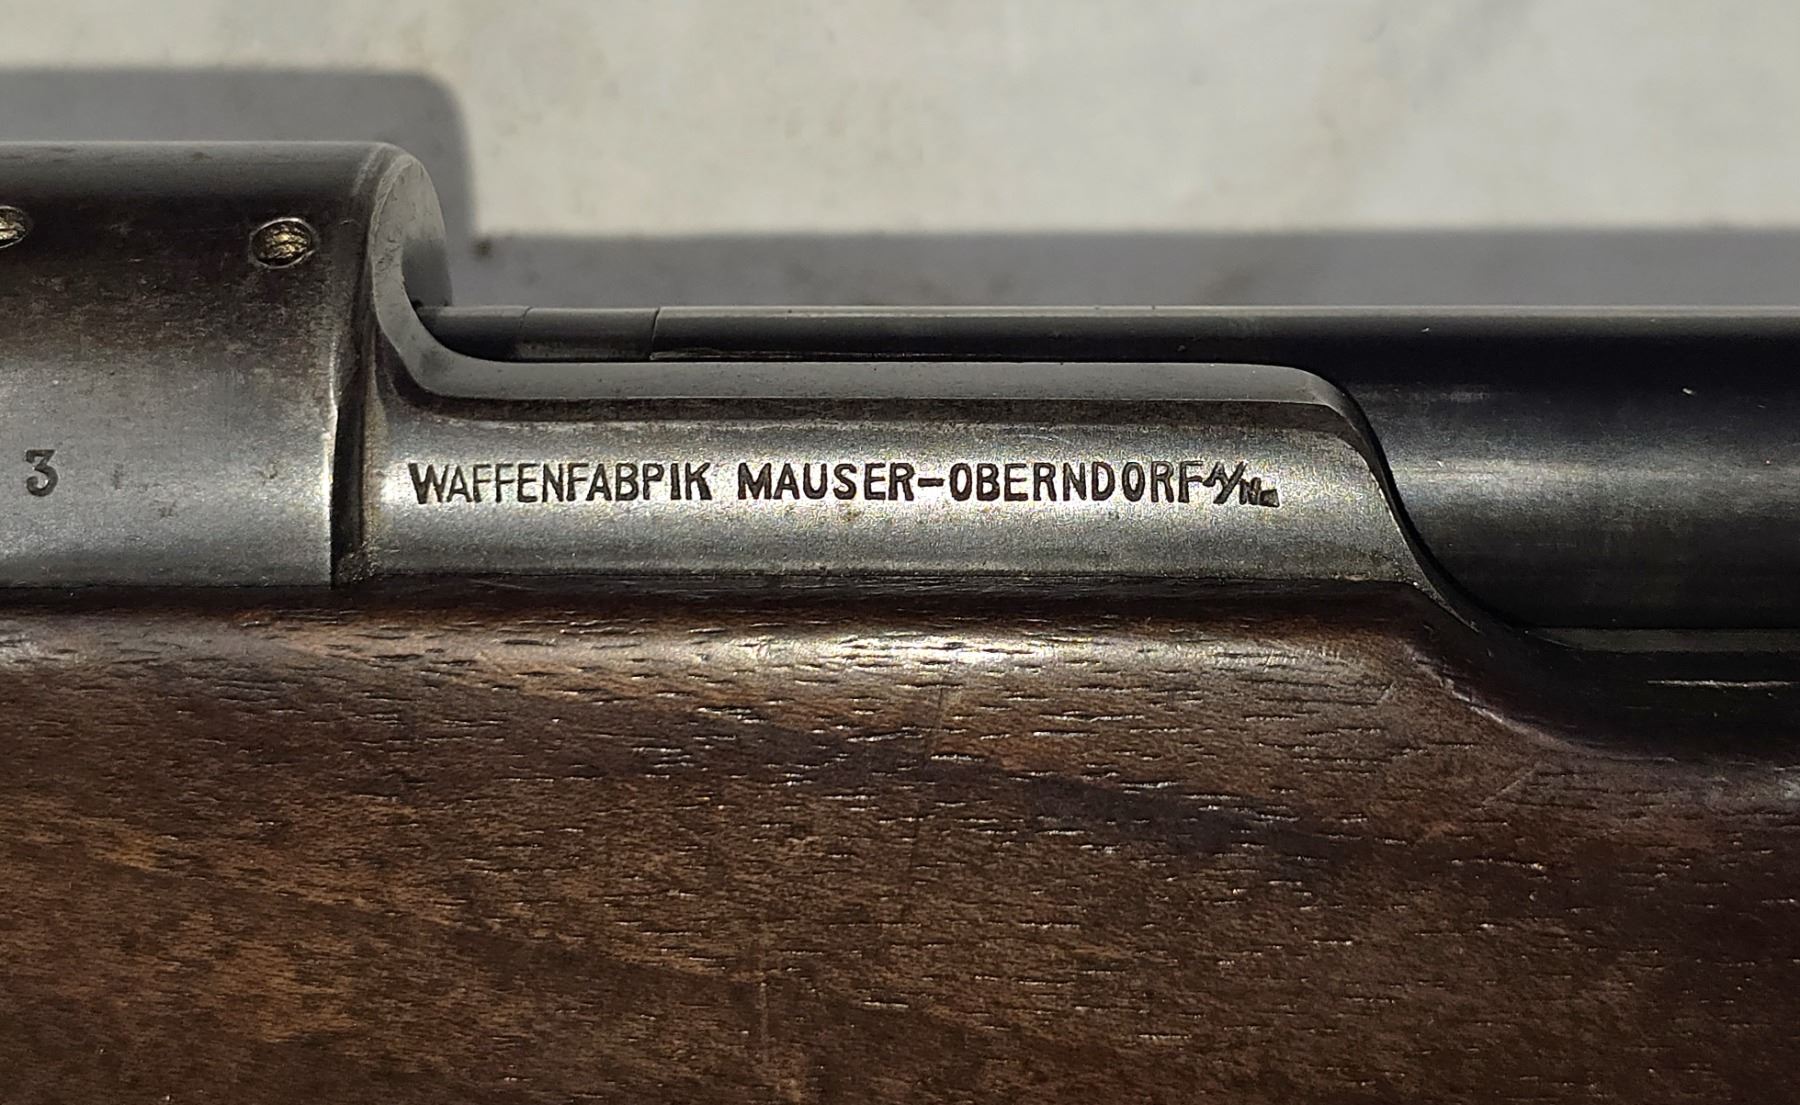 3
WAFFENFABPIK MAUSER-OBERNDORF A/N